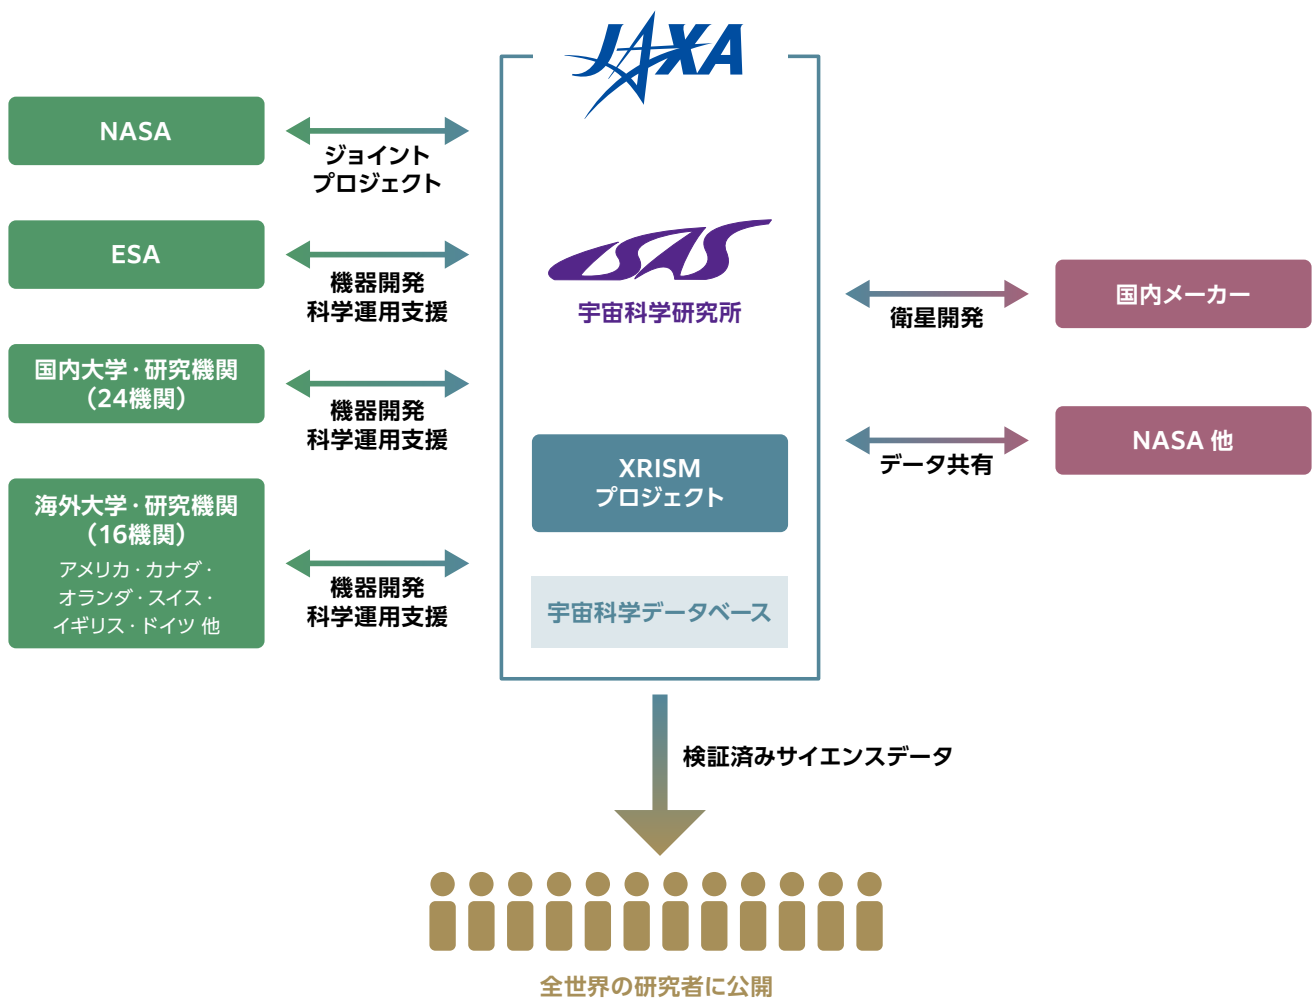 JAXA
NASA
ジョイント
プロジェクト
ESA
機器開発
科学運用支援
国内大学・研究機関
（24機関）
機器開発
科学運用支援
海外大学・研究機関
（16機関）
アメリカ・カナダ・
オランダ・スイス・
イギリス・ドイツ 他
機器開発
科学運用支援
ISAS
宇宙科学研究所
XRISM
プロジェクト
宇宙科学データベース
衛星開発
国内メーカー
データ共有
NASA 他
検証済みサイエンスデータ
全世界の研究者に公開